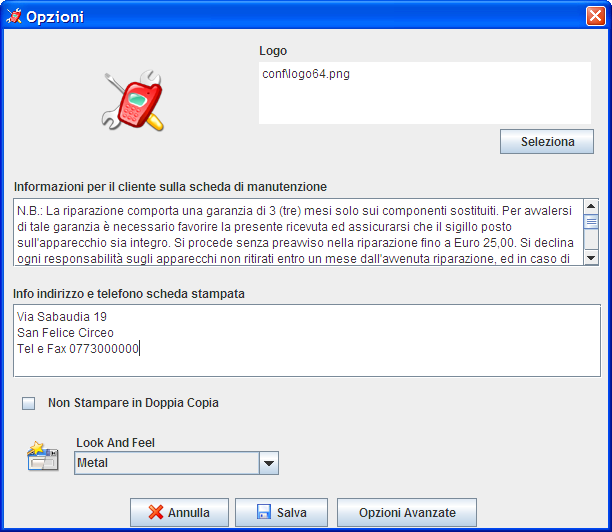 Opzioni
Logo
conf\logo64.png
Seleziona
Informazioni per il cliente sulla scheda di manutenzione
N.B.: La riparazione comporta una garanzia di 3 (tre) mesi solo sui componenti sostituiti. Per avvalersi
di tale garanzia è necessario favorire la presente ricevuta ed assicurarsi che il sigillo posto
sull'apparecchio sia integro. Si procede senza preavviso nella riparazione fino a Euro 25,00. Si declina
ogni responsabilità sugli apparecchi non ritirati entro un mese dall'avvenuta riparazione, ed in caso di
Info indirizzo e telefono scheda stampata
Via Sabaudia 19
San Felice Circeo
Tel e Fax 0773000000
Non Stampare in Doppia Copia
Look And Feel
Metal
Annulla
Salva
Opzioni Avanzate